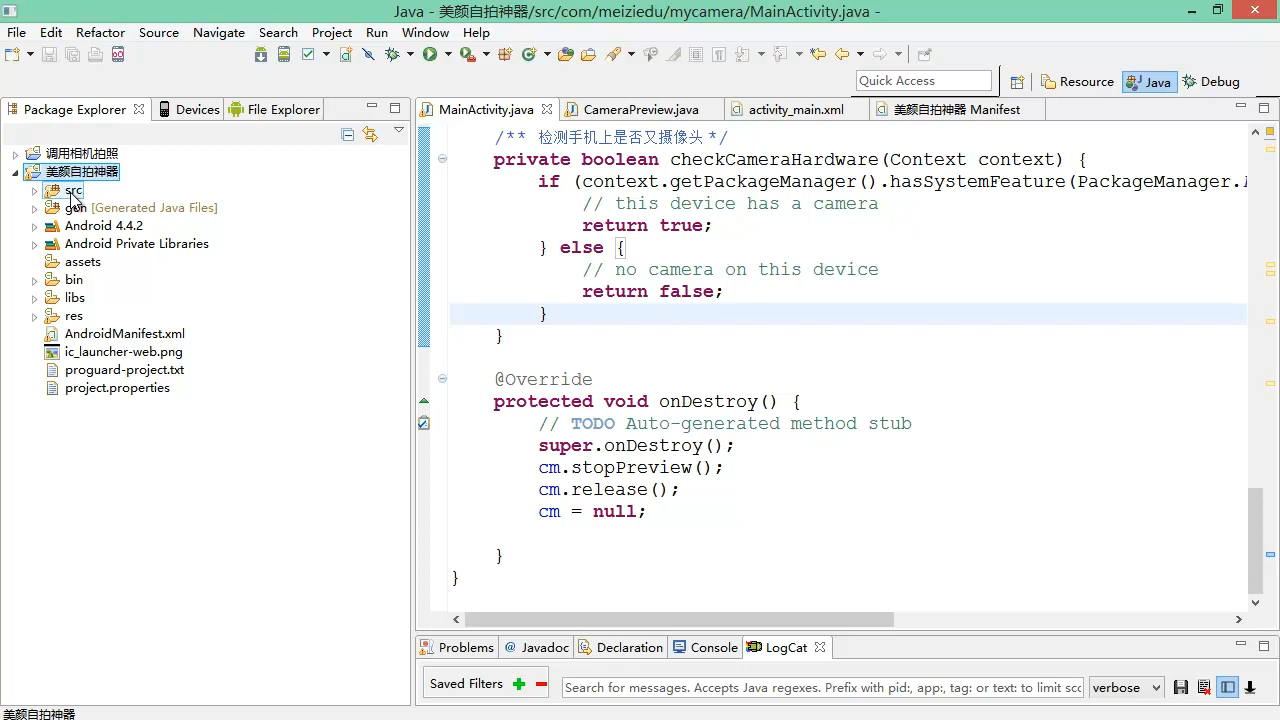 Java - 美颜自拍神器/src/com/meiziedu/mycamera/MainActivity.java -
File Edit Refactor Source Navigate Search Project Run Window Help
Quick Access
Resource Java Debug
Package Explorer Devices File Explorer
调用相机拍照
美颜自拍神器
src
gen [Generated Java Files]
Android 4.4.2
Android Private Libraries
assets
bin
libs
res
AndroidManifest.xml
ic_launcher-web.png
proguard-project.txt
project.properties
MainActivity.java CameraPreview.java activity_main.xml 美颜自拍神器 Manifest
/** 检测手机上是否又摄像头 */
private boolean checkCameraHardware(Context context) {
if (context.getPackageManager().hasSystemFeature(PackageManager.
// this device has a camera
return true;
} else {
// no camera on this device
return false;
}
}
@Override
protected void onDestroy() {
// TODO Auto-generated method stub
super.onDestroy();
cm.stopPreview();
cm.release();
cm = null;
}
}
Problems @ Javadoc Declaration Console LogCat
Saved Filters
Search for messages. Accepts Java regexes. Prefix with pid:, app:, tag: or text: to limit scc
verbose
美颜自拍神器